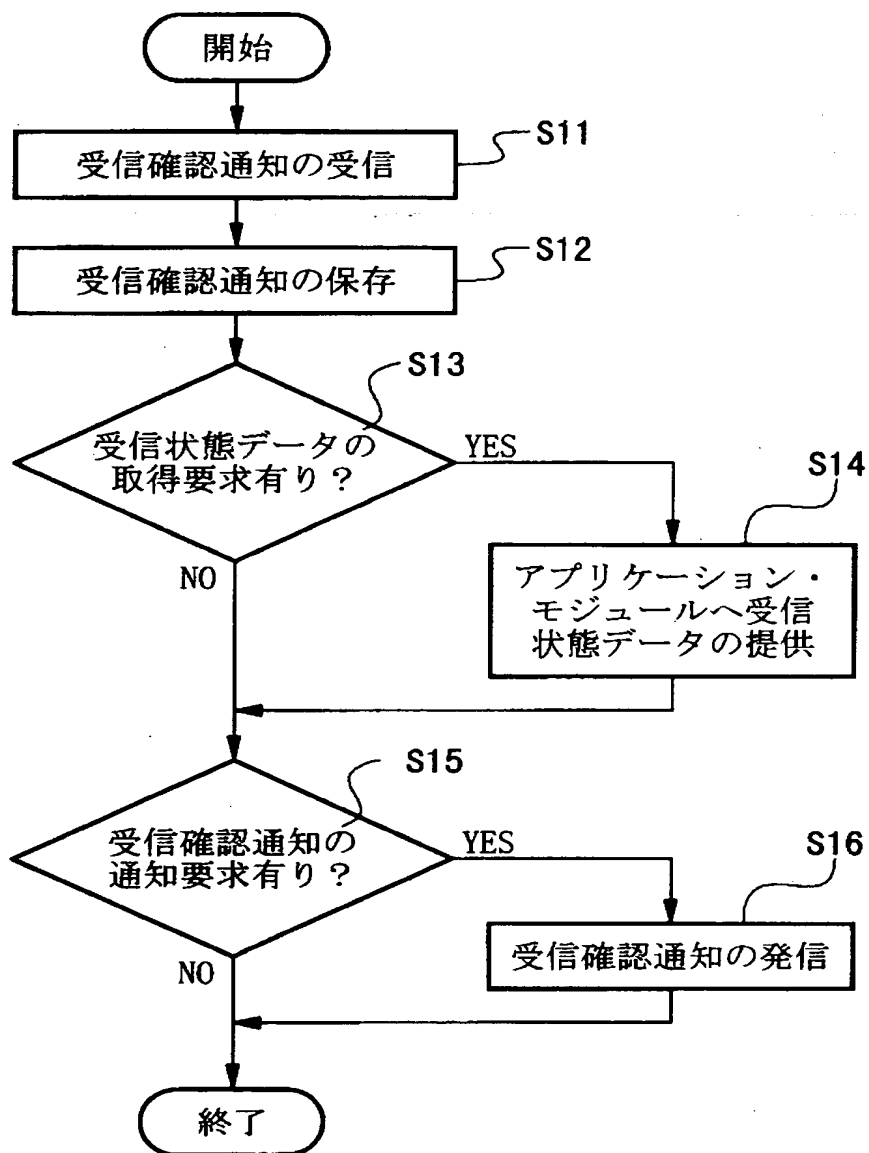 開始
受信確認通知の受信
S11
受信確認通知の保存
S12
S13
受信状態データの
取得要求有り?
YES
NO
S14
アプリケーション・
モジュールへ受信
状態データの提供
S15
受信確認通知の
通知要求有り?
YES
NO
S16
受信確認通知の発信
終了